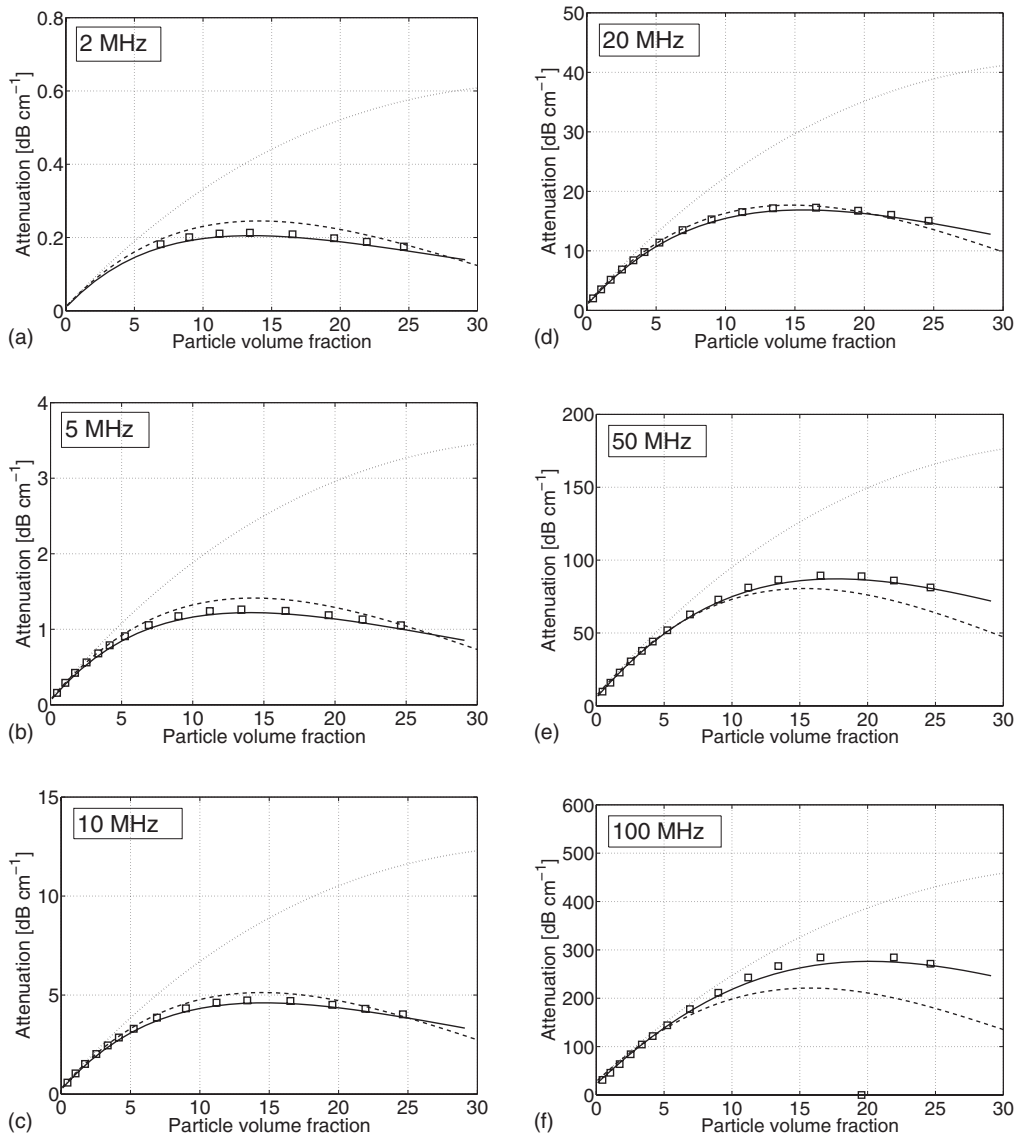 2 MHz
Attenuation [dB cm⁻¹]
0.8
0.6
0.4
0.2
0
0 5 10 15 20 25 30
Particle volume fraction
(a)
5 MHz
Attenuation [dB cm⁻¹]
4
3
2
1
0
0 5 10 15 20 25 30
Particle volume fraction
(b)
10 MHz
Attenuation [dB cm⁻¹]
15
10
5
0
0 5 10 15 20 25 30
Particle volume fraction
(c)
20 MHz
Attenuation [dB cm⁻¹]
50
40
30
20
10
0
0 5 10 15 20 25 30
Particle volume fraction
(d)
50 MHz
Attenuation [dB cm⁻¹]
200
150
100
50
0
0 5 10 15 20 25 30
Particle volume fraction
(e)
100 MHz
Attenuation [dB cm⁻¹]
600
500
400
300
200
100
0
0 5 10 15 20 25 30
Particle volume fraction
(f)